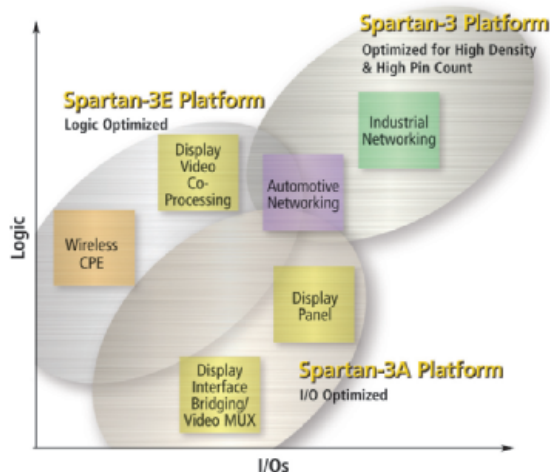 Spartan-3 Platform
Optimized for High Density
& High Pin Count
Spartan-3E Platform
Logic Optimized
Industrial
Networking
Display
Video
Co-
Processing
Automotive
Networking
Wireless
CPE
Logic
Display
Panel
Display
Interface
Bridging/
Video MUX
Spartan-3A Platform
I/O Optimized
I/Os